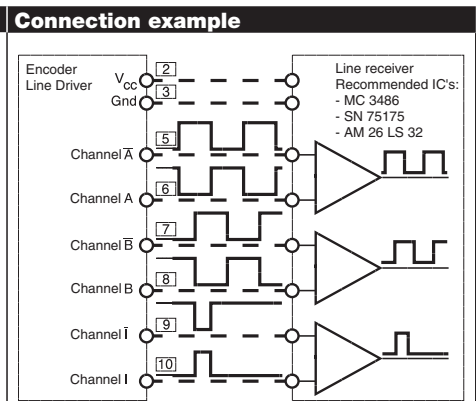 Connection example
Encoder
Line Driver
VCC
2
Gnd
3
Line receiver
Recommended IC's:
- MC 3486
- SN 75175
- AM 26 LS 32
5
Channel A̅
6
Channel A
7
Channel B̅
8
Channel B
9
Channel I̅
10
Channel I